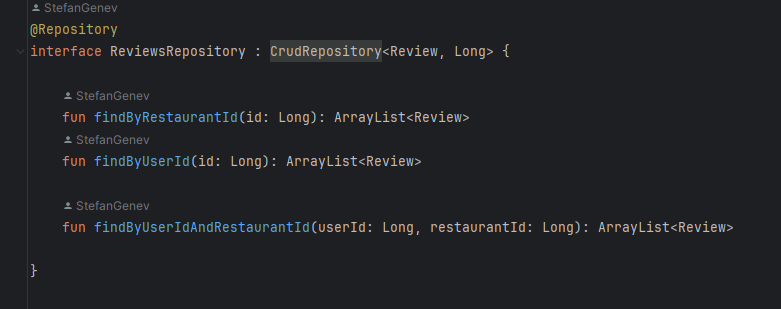 StefanGenev
@Repository
interface ReviewsRepository : CrudRepository<Review, Long> {
StefanGenev
fun findByRestaurantId(id: Long): ArrayList<Review>
StefanGenev
fun findByUserId(id: Long): ArrayList<Review>
StefanGenev
fun findByUserIdAndRestaurantId(userId: Long, restaurantId: Long): ArrayList<Review>
}